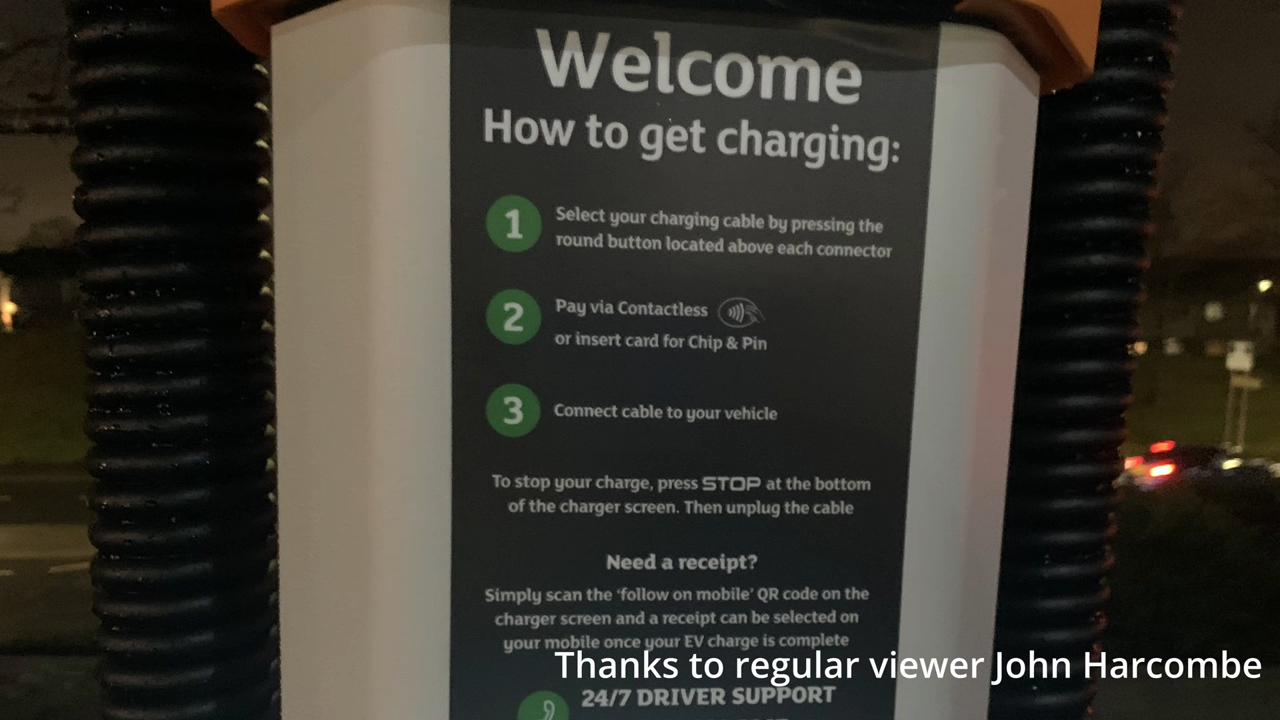 Welcome
How to get charging:
1
Select your charging cable by pressing the
round button located above each connector
2
Pay via Contactless
or insert card for Chip & Pin
3
Connect cable to your vehicle
To stop your charge, press STOP at the bottom
of the charger screen. Then unplug the cable
Need a receipt?
Simply scan the ‘follow on mobile’ QR code on the
charger screen and a receipt can be selected on
your mobile once your EV charge is complete
Thanks to regular viewer John Harcombe
24/7 DRIVER SUPPORT